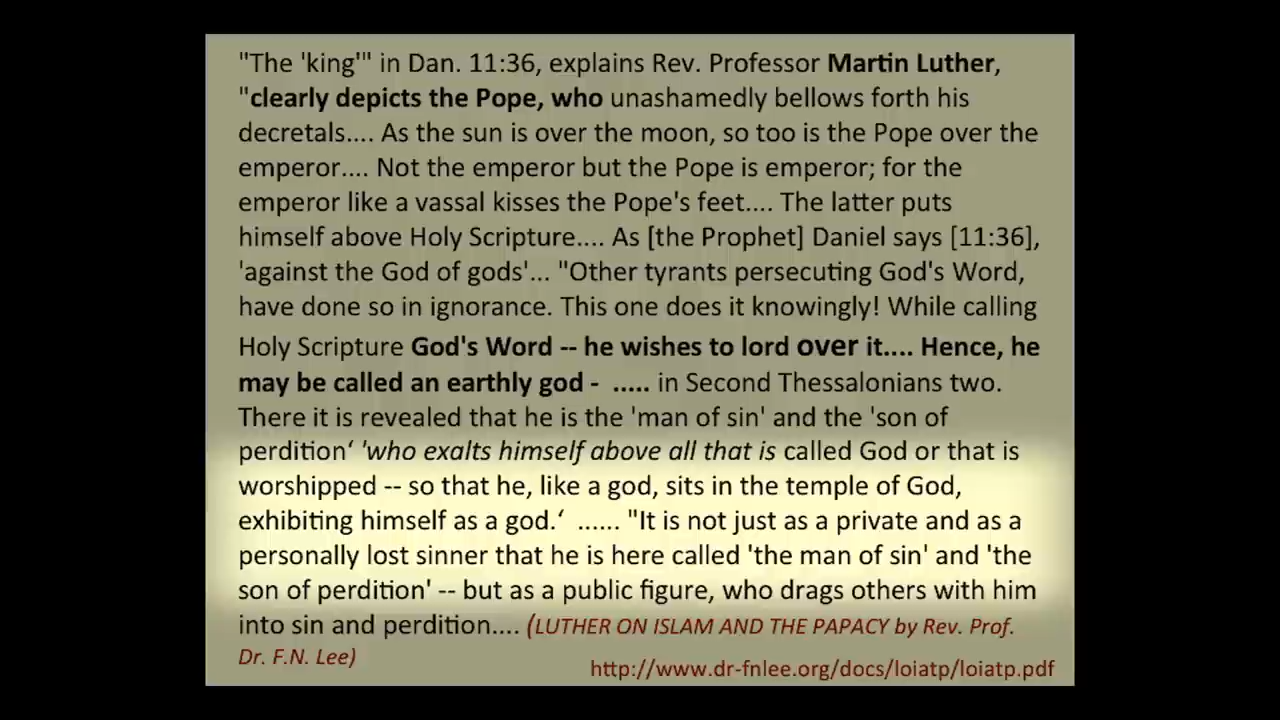 "The 'king'" in Dan. 11:36, explains Rev. Professor Martin Luther,
"clearly depicts the Pope, who unashamedly bellows forth his
decretals.... As the sun is over the moon, so too is the Pope over the
emperor.... Not the emperor but the Pope is emperor; for the
emperor like a vassal kisses the Pope's feet.... The latter puts
himself above Holy Scripture.... As [the Prophet] Daniel says [11:36],
'against the God of gods'... "Other tyrants persecuting God's Word,
have done so in ignorance. This one does it knowingly! While calling
Holy Scripture God's Word -- he wishes to lord over it.... Hence, he
may be called an earthly god -  ..... in Second Thessalonians two.
There it is revealed that he is the 'man of sin' and the 'son of
perdition‘ 'who exalts himself above all that is called God or that is
worshipped -- so that he, like a god, sits in the temple of God,
exhibiting himself as a god.‘  ...... "It is not just as a private and as a
personally lost sinner that he is here called 'the man of sin' and 'the
son of perdition' -- but as a public figure, who drags others with him
into sin and perdition.... (LUTHER ON ISLAM AND THE PAPACY by Rev. Prof.
Dr. F.N. Lee)
http://www.dr-fnlee.org/docs/loiatp/loiatp.pdf